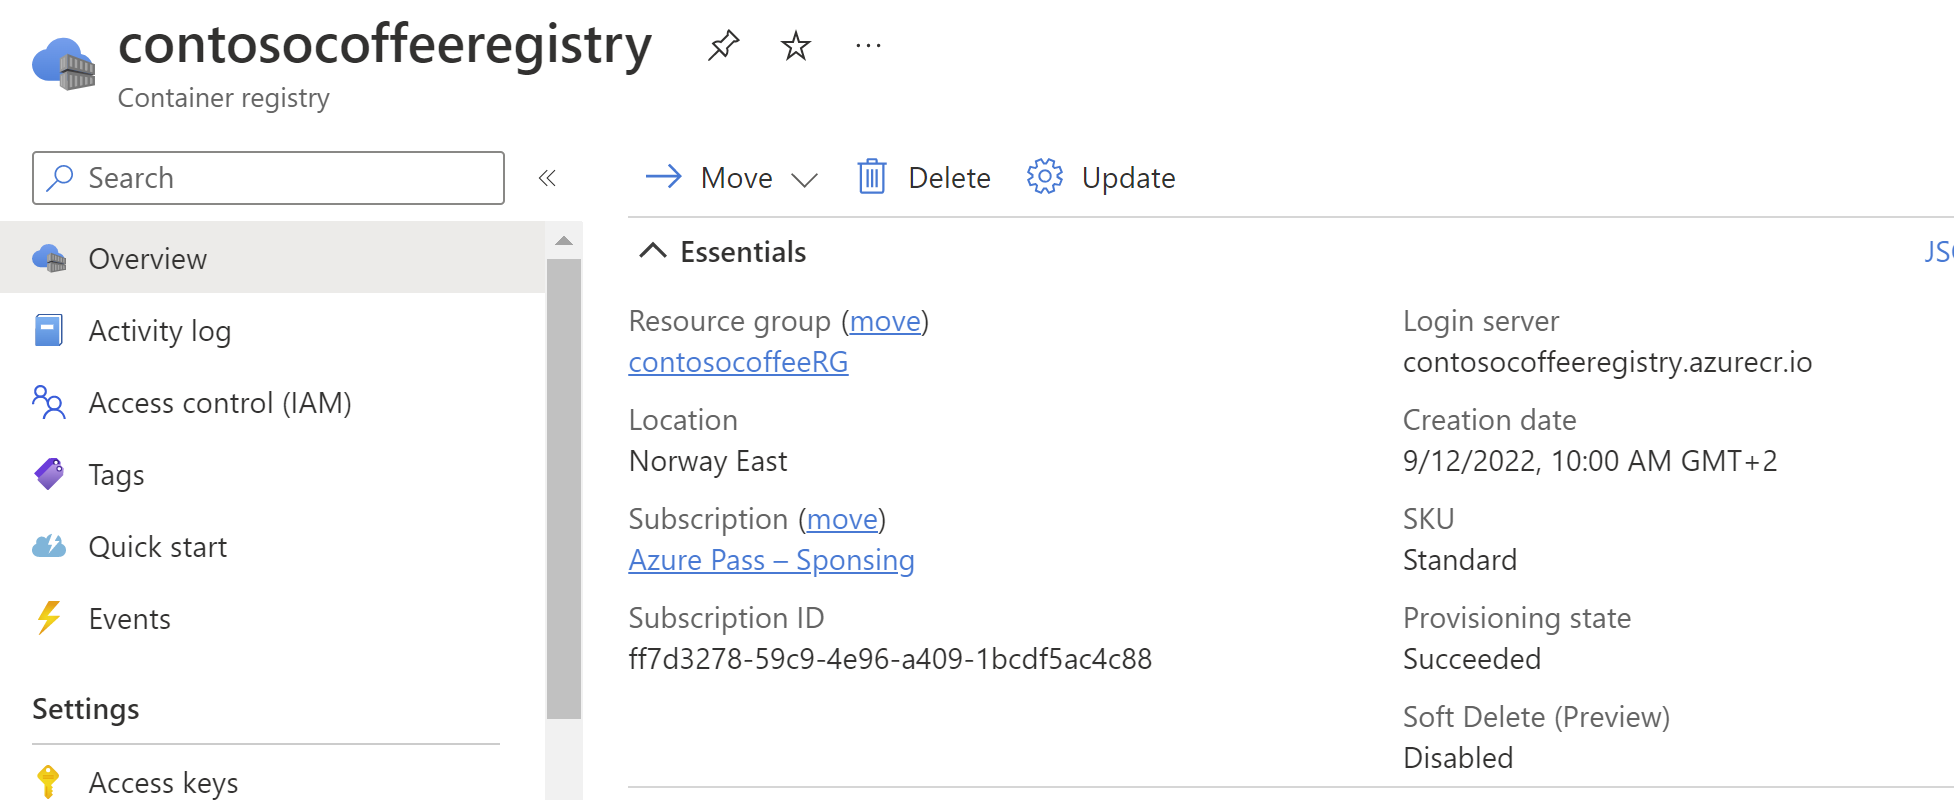 contosocoffeeregistry
Container registry
Search
Move
Delete
Update
Overview
Activity log
Access control (IAM)
Tags
Quick start
Events
Settings
Access keys
Essentials
Resource group (move)
contosocoffeeRG
Location
Norway East
Subscription (move)
Azure Pass – Sponsing
Subscription ID
ff7d3278-59c9-4e96-a409-1bcdf5ac4c88
Login server
contosocoffeeregistry.azurecr.io
Creation date
9/12/2022, 10:00 AM GMT+2
SKU
Standard
Provisioning state
Succeeded
Soft Delete (Preview)
Disabled